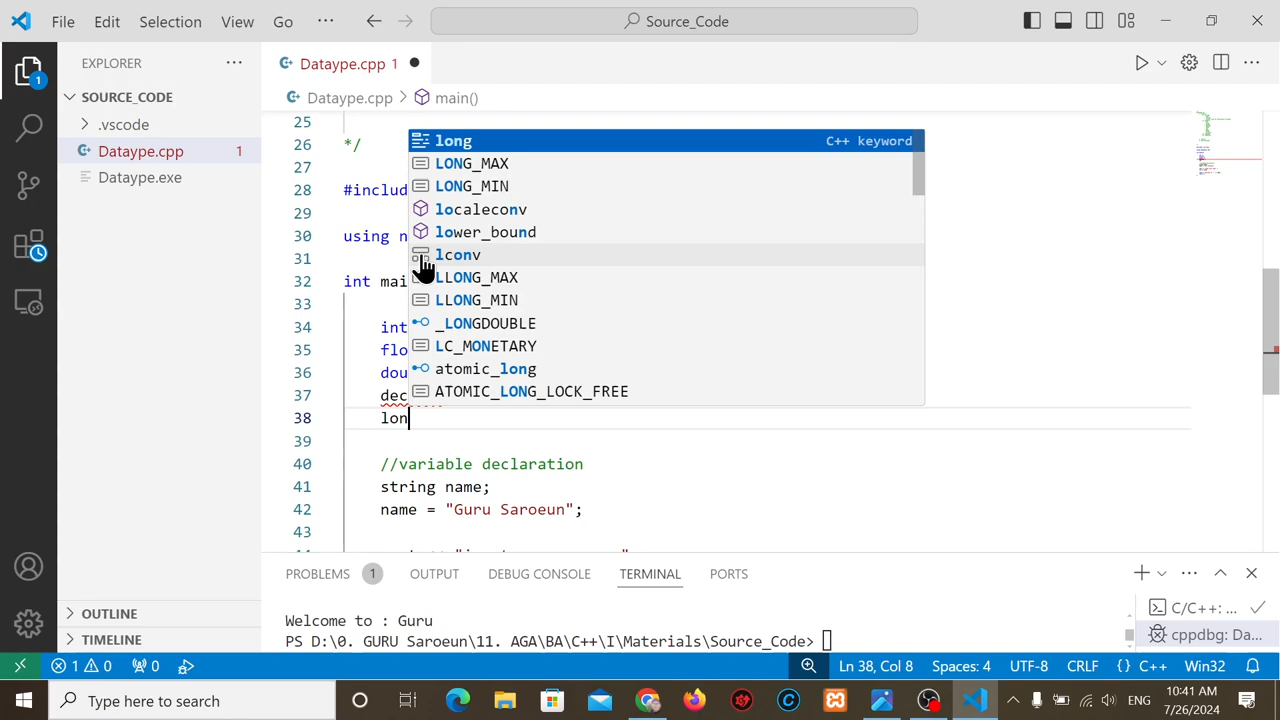 File Edit Selection View Go ··· Source_Code
EXPLORER ···
SOURCE_CODE
.vscode
Dataype.cpp 1
Dataype.exe
OUTLINE
TIMELINE
Dataype.cpp 1
Dataype.cpp > main()
25
26 */
27
28 #includ
29
30 using n
31
32 int mai
33
34 int
35 flo
36 dou
37 dec
38 lon
39
40 //variable declaration
41 string name;
42 name = "Guru Saroeun";
43
long C++ keyword
LONG_MAX
LONG_MIN
localeconv
lower_bound
lconv
LLONG_MAX
LLONG_MIN
_LONGDOUBLE
LC_MONETARY
atomic_long
ATOMIC_LONG_LOCK_FREE
PROBLEMS 1 OUTPUT DEBUG CONSOLE TERMINAL PORTS
Welcome to : Guru
PS D:\0. GURU Saroeun\11. AGA\BA\C++\I\Materials\Source_Code>
C/C++: ...
cppdbg: Da...
1 0 0 Ln 38, Col 8 Spaces: 4 UTF-8 CRLF {} C++ Win32
Type here to search
ENG
10:41 AM
7/26/2024